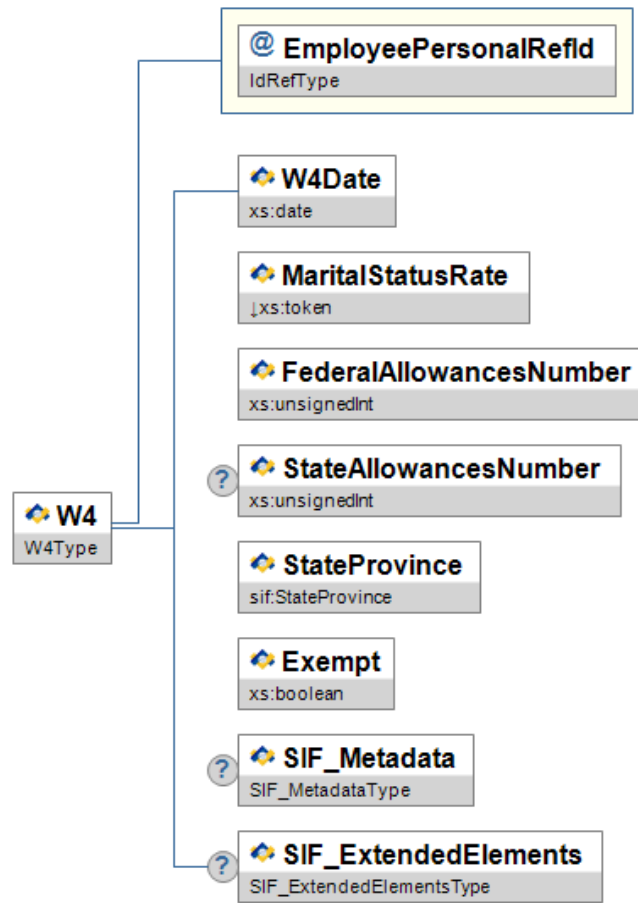 @ EmployeePersonalRefId
IdRefType
W4Date
xs:date
MaritalStatusRate
↓xs:token
FederalAllowancesNumber
xs:unsignedInt
? StateAllowancesNumber
xs:unsignedInt
W4
W4Type
StateProvince
sif:StateProvince
Exempt
xs:boolean
? SIF_Metadata
SIF_MetadataType
? SIF_ExtendedElements
SIF_ExtendedElementsType